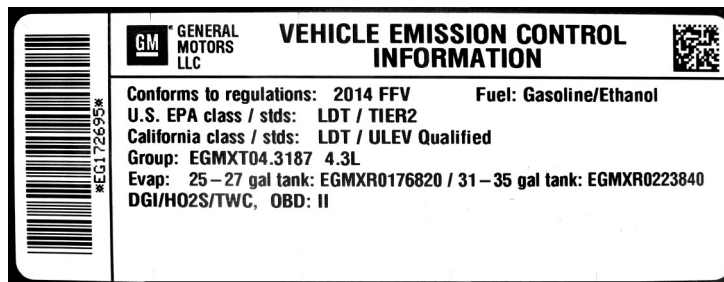 *EG172695*
GM
GENERAL
MOTORS
LLC
VEHICLE EMISSION CONTROL
INFORMATION
Conforms to regulations: 2014 FFV Fuel: Gasoline/Ethanol
U.S. EPA class / stds: LDT / TIER2
California class / stds: LDT / ULEV Qualified
Group: EGMXT04.3187 4.3L
Evap: 25–27 gal tank: EGMXR0176820 / 31–35 gal tank: EGMXR0223840
DGI/HO2S/TWC, OBD: II